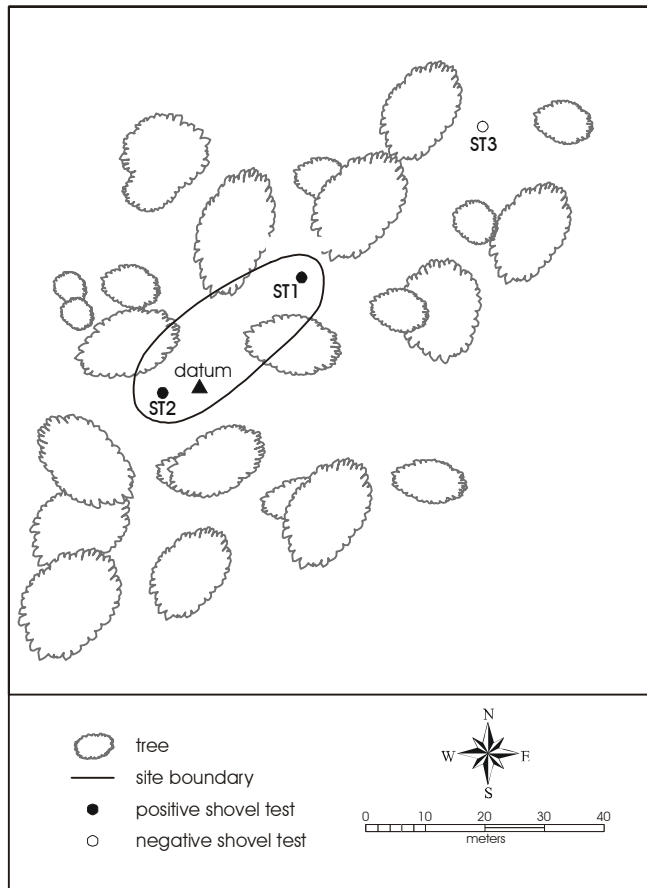 ST3
ST1
datum
ST2
tree
site boundary
positive shovel test
negative shovel test
N
W E
S
0 10 20 30 40
meters